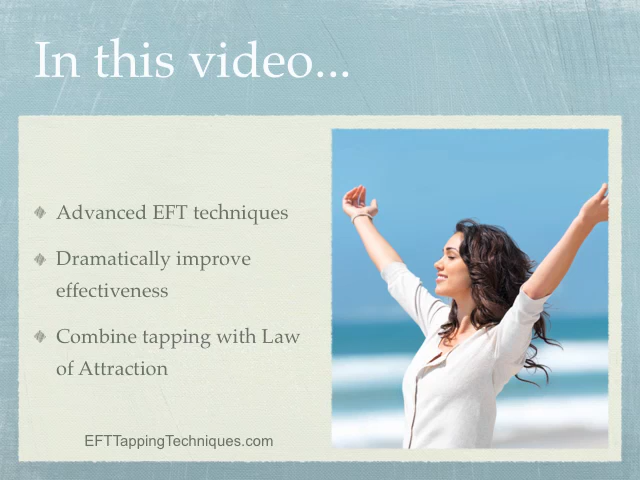 In this video...
Advanced EFT techniques
Dramatically improve
effectiveness
Combine tapping with Law
of Attraction
EFTTappingTechniques.com